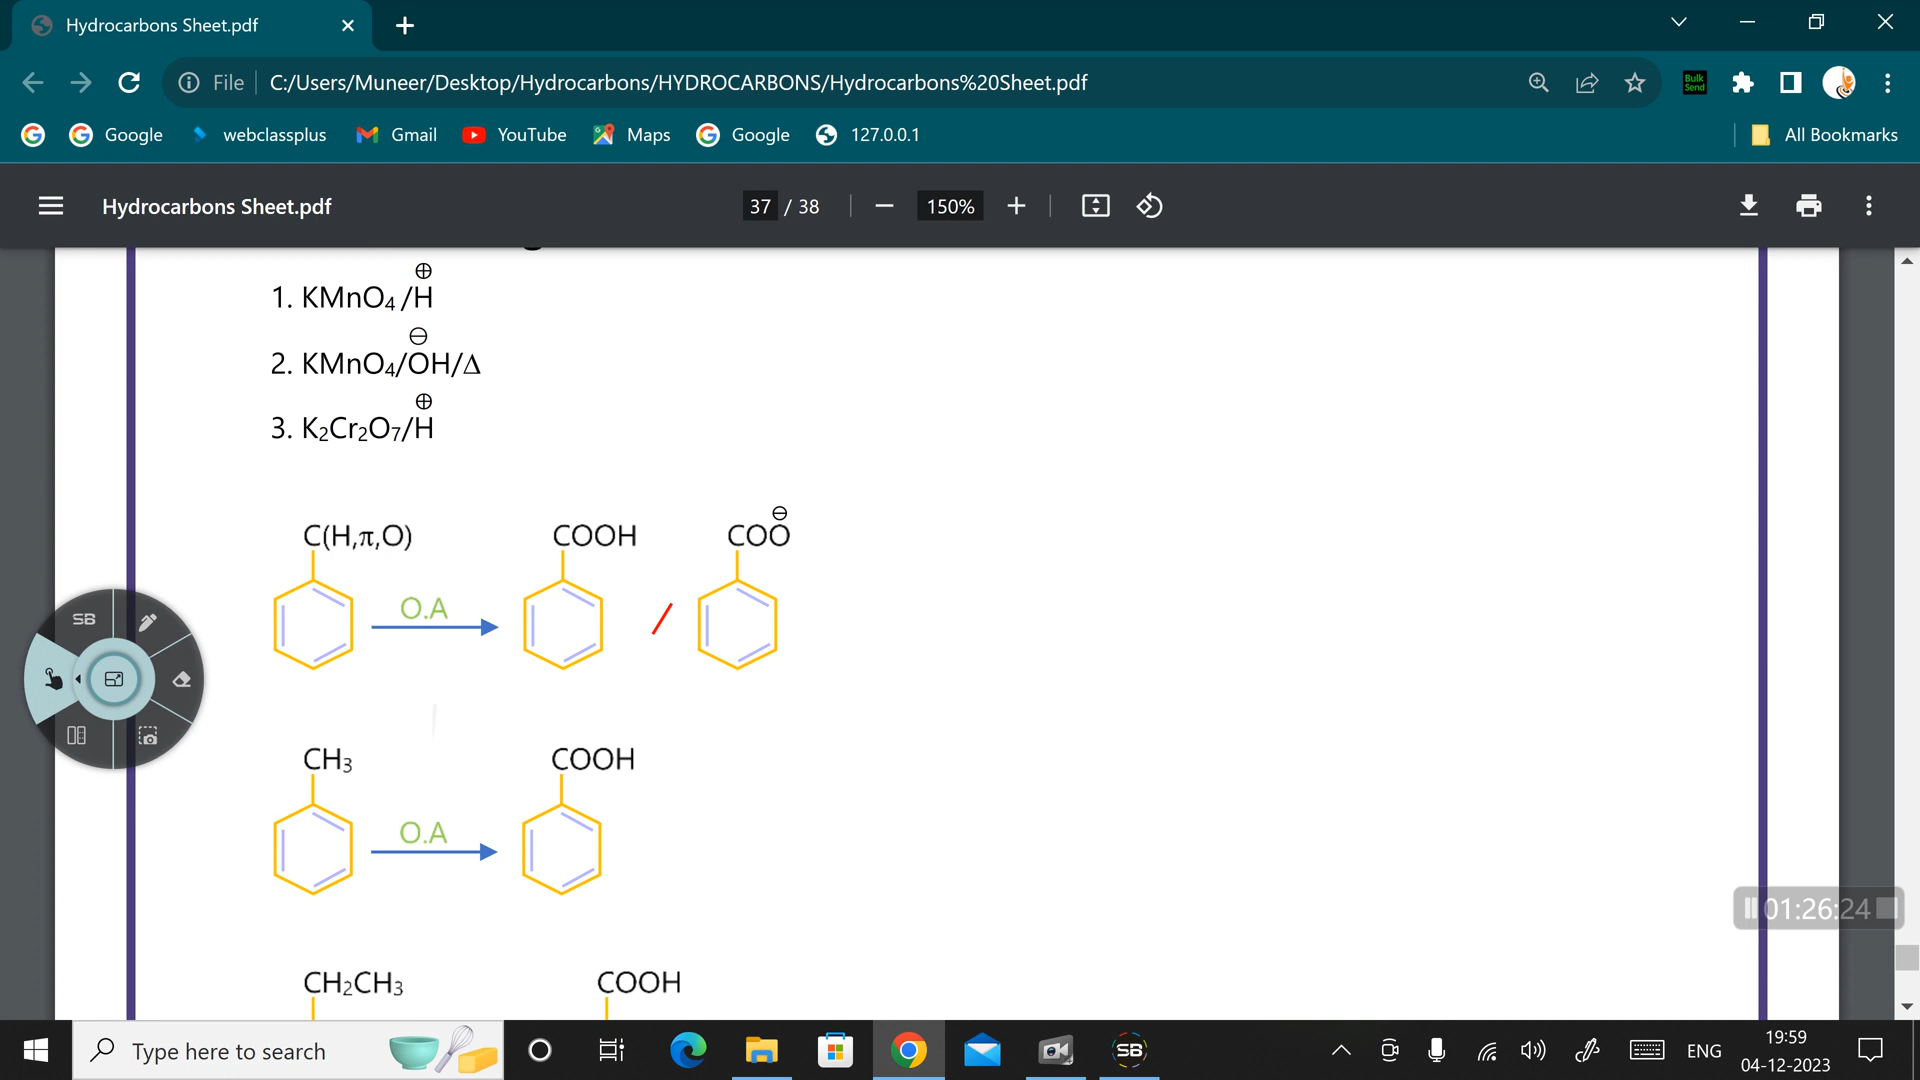 Hydrocarbons Sheet.pdf
File C:/Users/Muneer/Desktop/Hydrocarbons/HYDROCARBONS/Hydrocarbons%20Sheet.pdf
Bulk Send
Google webclassplus Gmail YouTube Maps Google 127.0.0.1 All Bookmarks
Hydrocarbons Sheet.pdf 37 / 38 150%
⊕
1. KMnO₄ /H
⊖
2. KMnO₄/OH/Δ
⊕
3. K₂Cr₂O₇/H
⊖
C(H,π,O) COOH COO
O.A /
SB
CH₃ COOH
O.A
01:26:24
CH₂CH₃ COOH
Type here to search SB ENG 19:59
04-12-2023